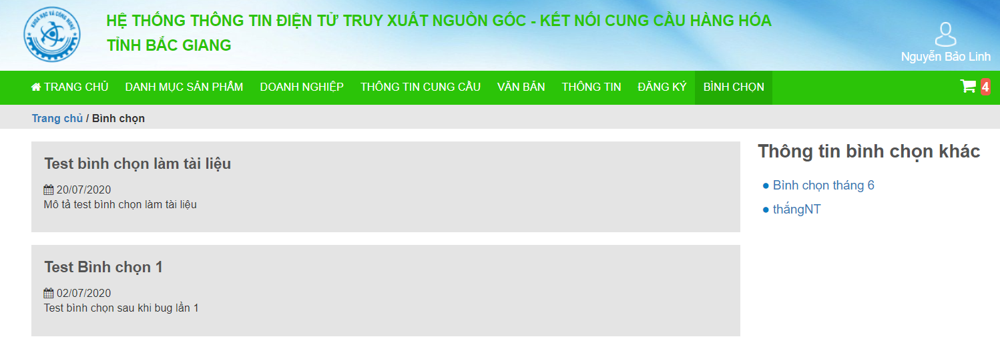 KHOA HỌC VÀ CÔNG NGHỆ
HỆ THỐNG THÔNG TIN ĐIỆN TỬ TRUY XUẤT NGUỒN GỐC - KẾT NỐI CUNG CẦU HÀNG HÓA
TỈNH BẮC GIANG
Nguyễn Bảo Linh
TRANG CHỦ DANH MỤC SẢN PHẨM DOANH NGHIỆP THÔNG TIN CUNG CẦU VĂN BẢN THÔNG TIN ĐĂNG KÝ BÌNH CHỌN 4
Trang chủ / Bình chọn
Test bình chọn làm tài liệu
20/07/2020
Mô tả test bình chọn làm tài liệu
Test Bình chọn 1
02/07/2020
Test bình chọn sau khi bug lần 1
Thông tin bình chọn khác
Bình chọn tháng 6
thắngNT